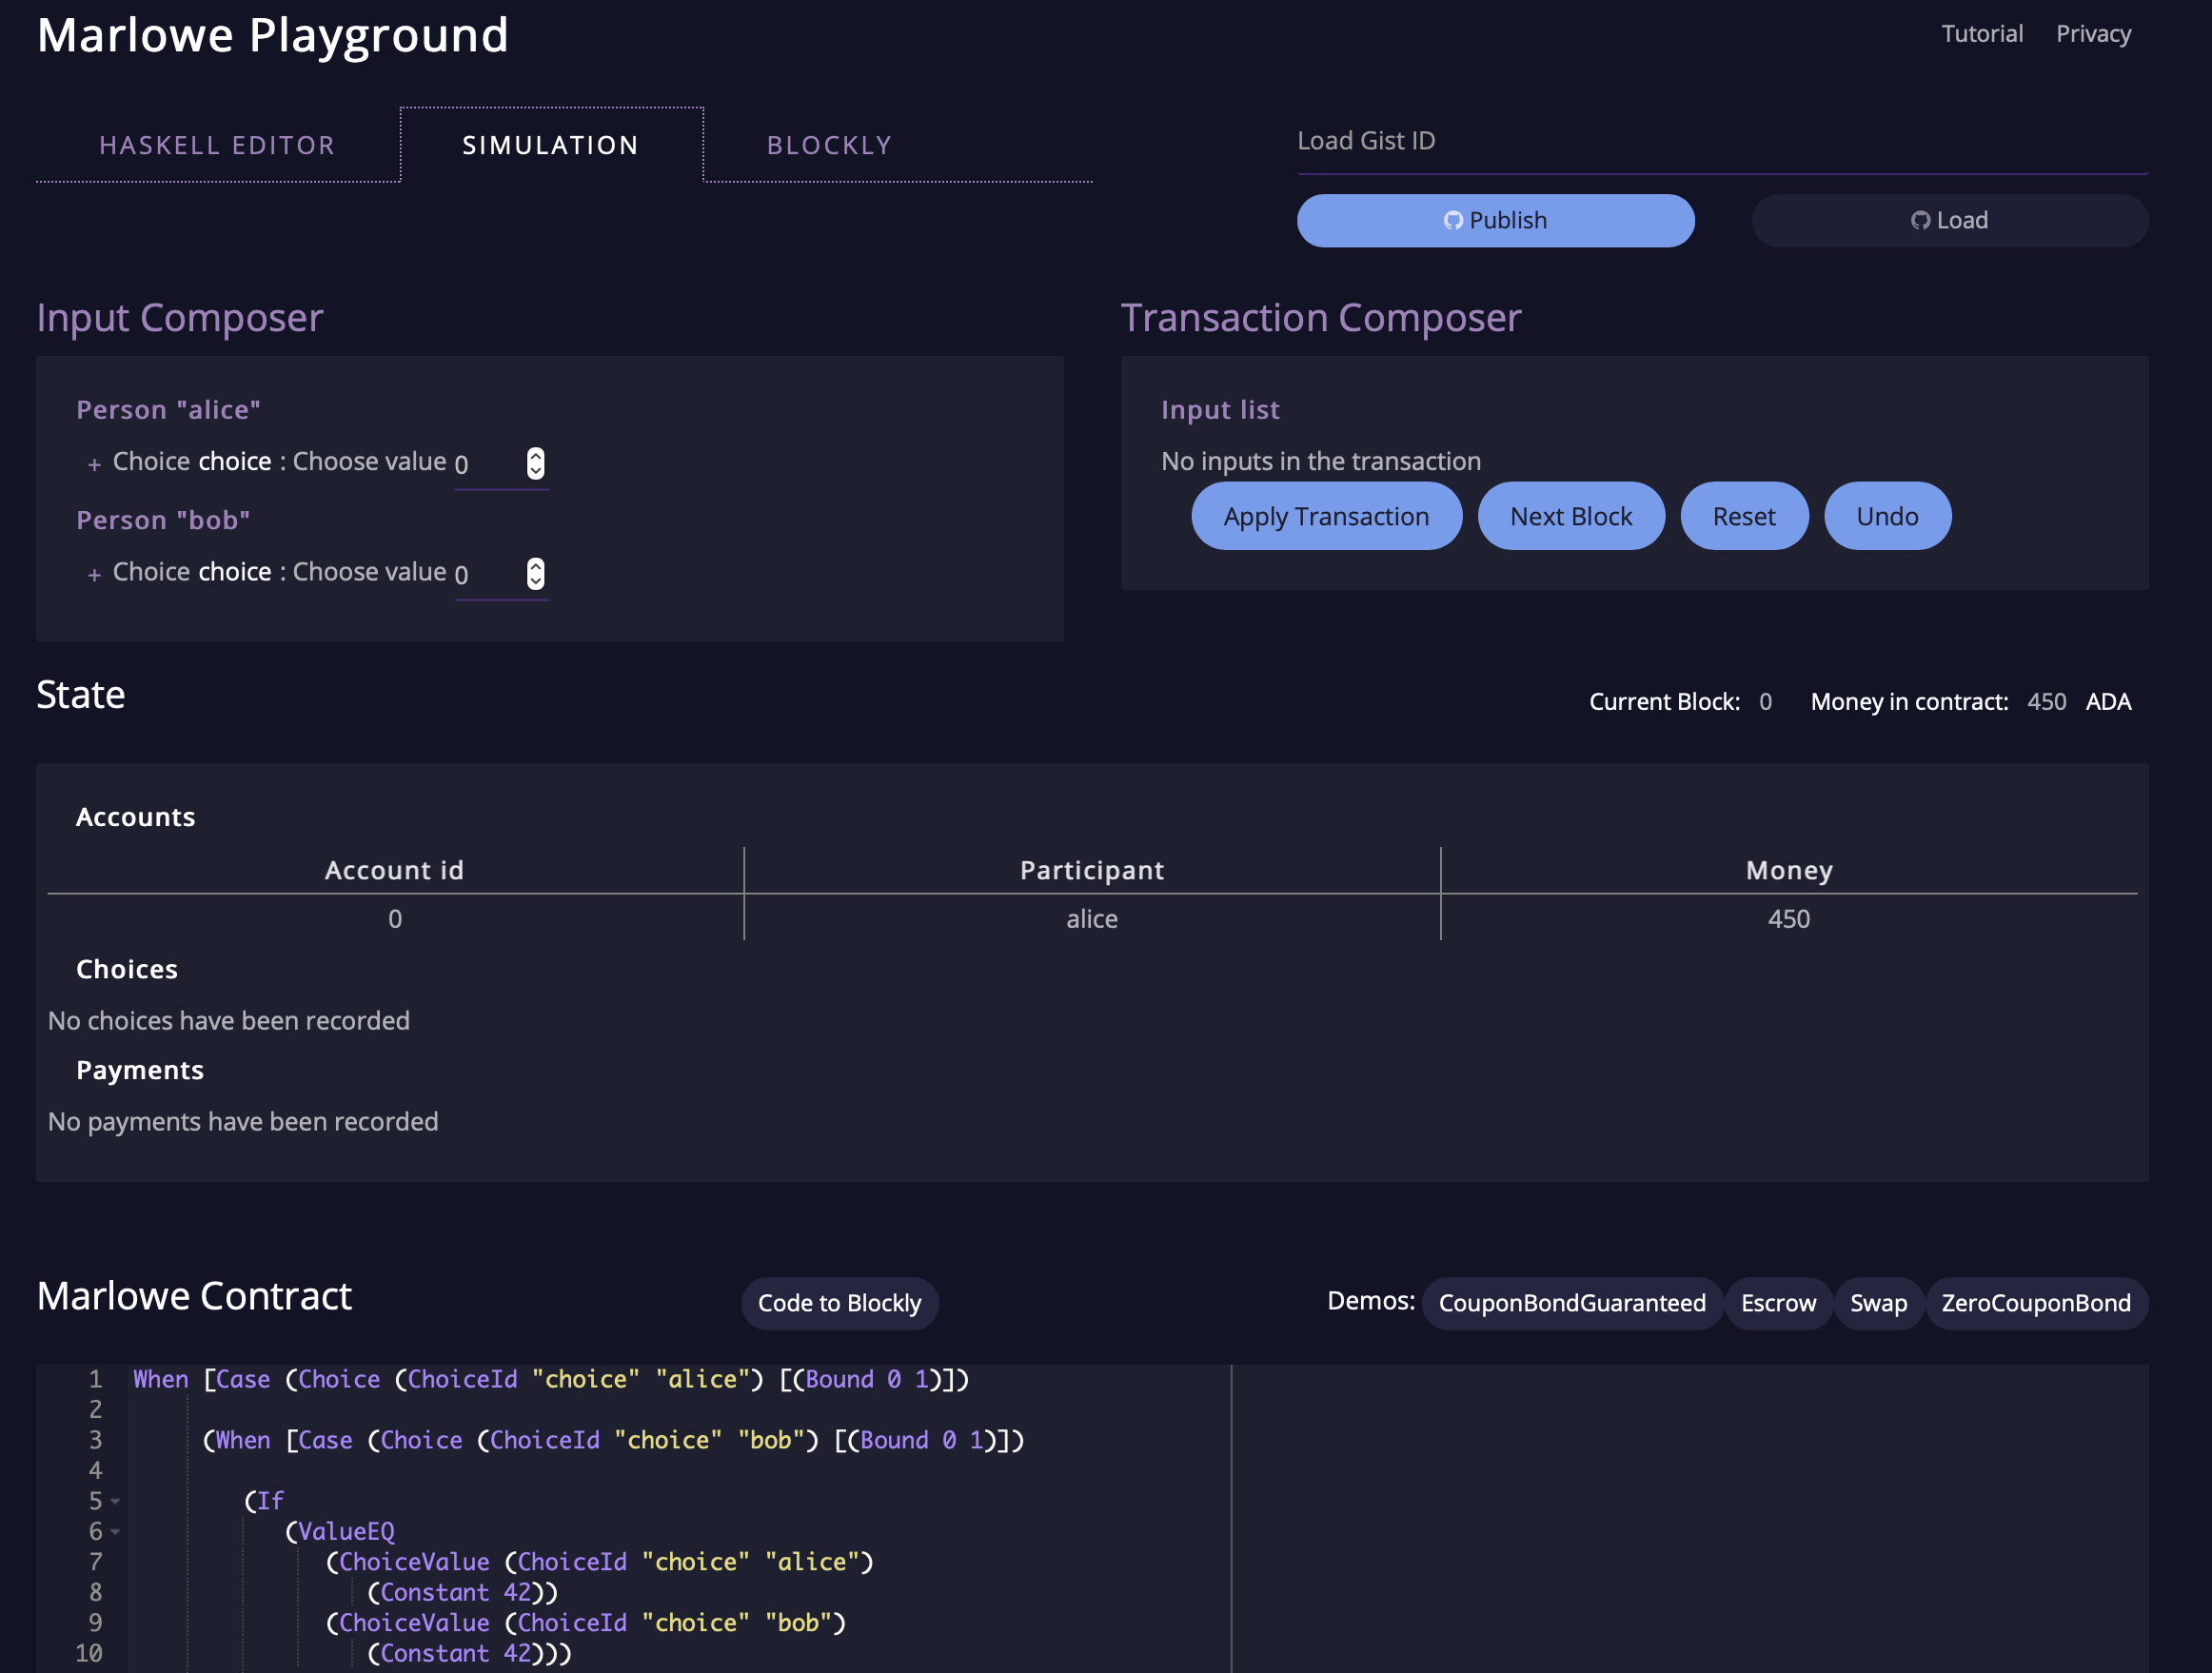 Marlowe Playground
Tutorial Privacy
HASKELL EDITOR SIMULATION BLOCKLY
Load Gist ID
Publish Load
Input Composer
Person "alice"
+ Choice choice : Choose value 0
Person "bob"
+ Choice choice : Choose value 0
Transaction Composer
Input list
No inputs in the transaction
Apply Transaction Next Block Reset Undo
State
Current Block: 0 Money in contract: 450 ADA
Accounts
Account id Participant Money
0 alice 450
Choices
No choices have been recorded
Payments
No payments have been recorded
Marlowe Contract
Code to Blockly
Demos: CouponBondGuaranteed Escrow Swap ZeroCouponBond
1 When [Case (Choice (ChoiceId "choice" "alice") [(Bound 0 1)])
2
3 (When [Case (Choice (ChoiceId "choice" "bob") [(Bound 0 1)])
4
5 (If
6 (ValueEQ
7 (ChoiceValue (ChoiceId "choice" "alice")
8 (Constant 42))
9 (ChoiceValue (ChoiceId "choice" "bob")
10 (Constant 42)))